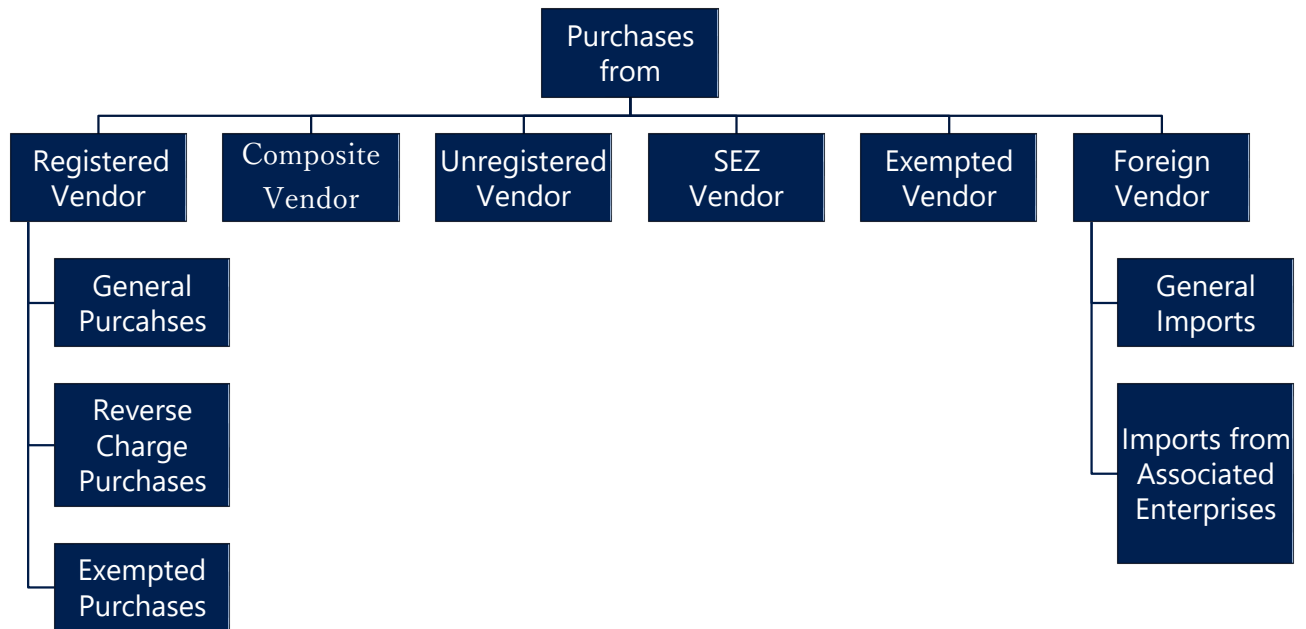 Purchases
from
Registered
Vendor
Composite
Vendor
Unregistered
Vendor
SEZ
Vendor
Exempted
Vendor
Foreign
Vendor
General
Purcahses
Reverse
Charge
Purchases
Exempted
Purchases
General
Imports
Imports from
Associated
Enterprises